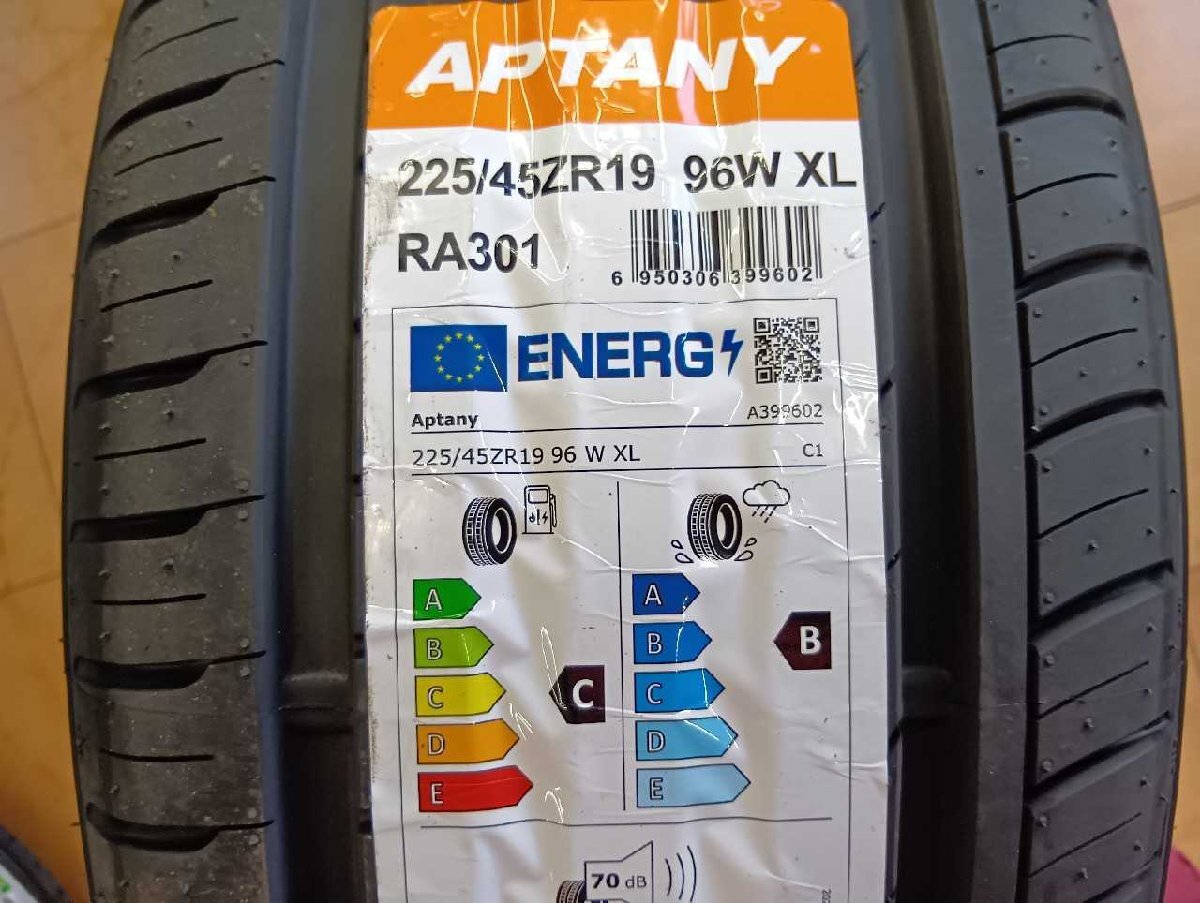 APTANY
225/45ZR19 96W XL
RA301
6 950306 399602
ENERG
Aptany A399602
225/45ZR19 96 W XL C1
A A
B B B
C C C
D D
E E
70 dB